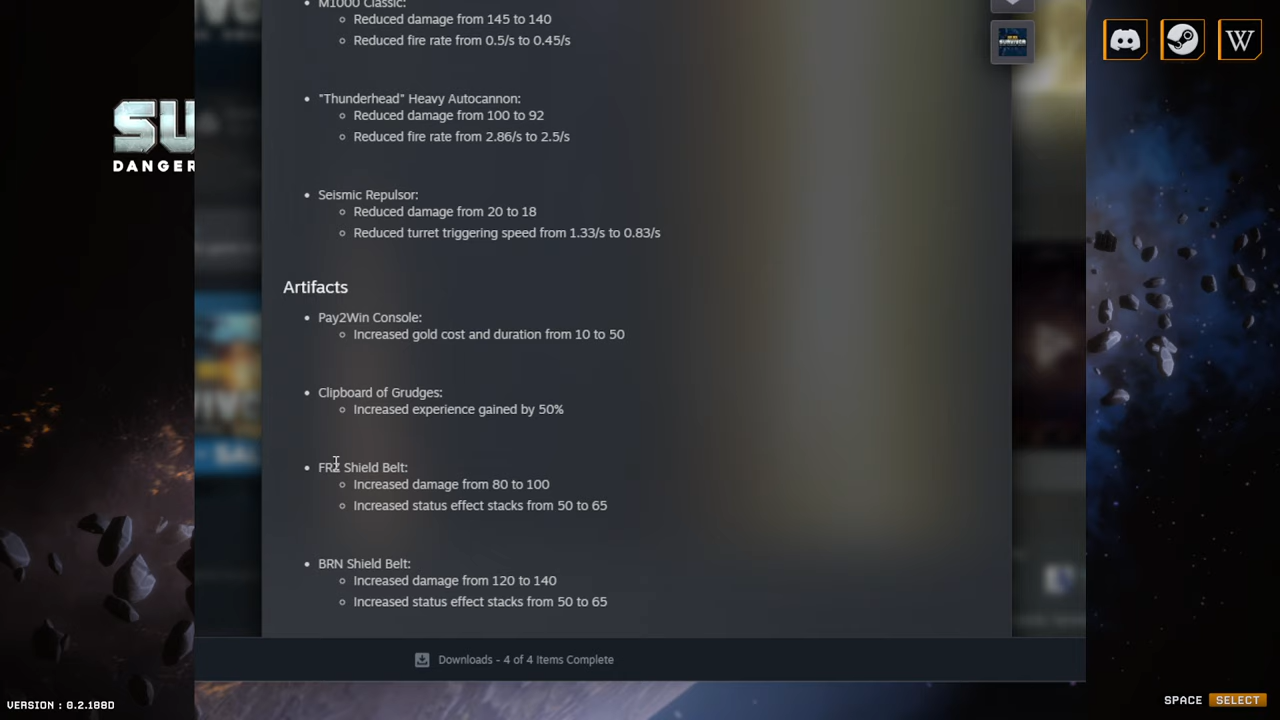 M1000 Classic:
Reduced damage from 145 to 140
Reduced fire rate from 0.5/s to 0.45/s
"Thunderhead" Heavy Autocannon:
Reduced damage from 100 to 92
Reduced fire rate from 2.86/s to 2.5/s
Seismic Repulsor:
Reduced damage from 20 to 18
Reduced turret triggering speed from 1.33/s to 0.83/s
Artifacts
Pay2Win Console:
Increased gold cost and duration from 10 to 50
Clipboard of Grudges:
Increased experience gained by 50%
FRZ Shield Belt:
Increased damage from 80 to 100
Increased status effect stacks from 50 to 65
BRN Shield Belt:
Increased damage from 120 to 140
Increased status effect stacks from 50 to 65
Downloads - 4 of 4 Items Complete
SU
DANGER
W
VERSION : 0.2.108D
SPACE SELECT